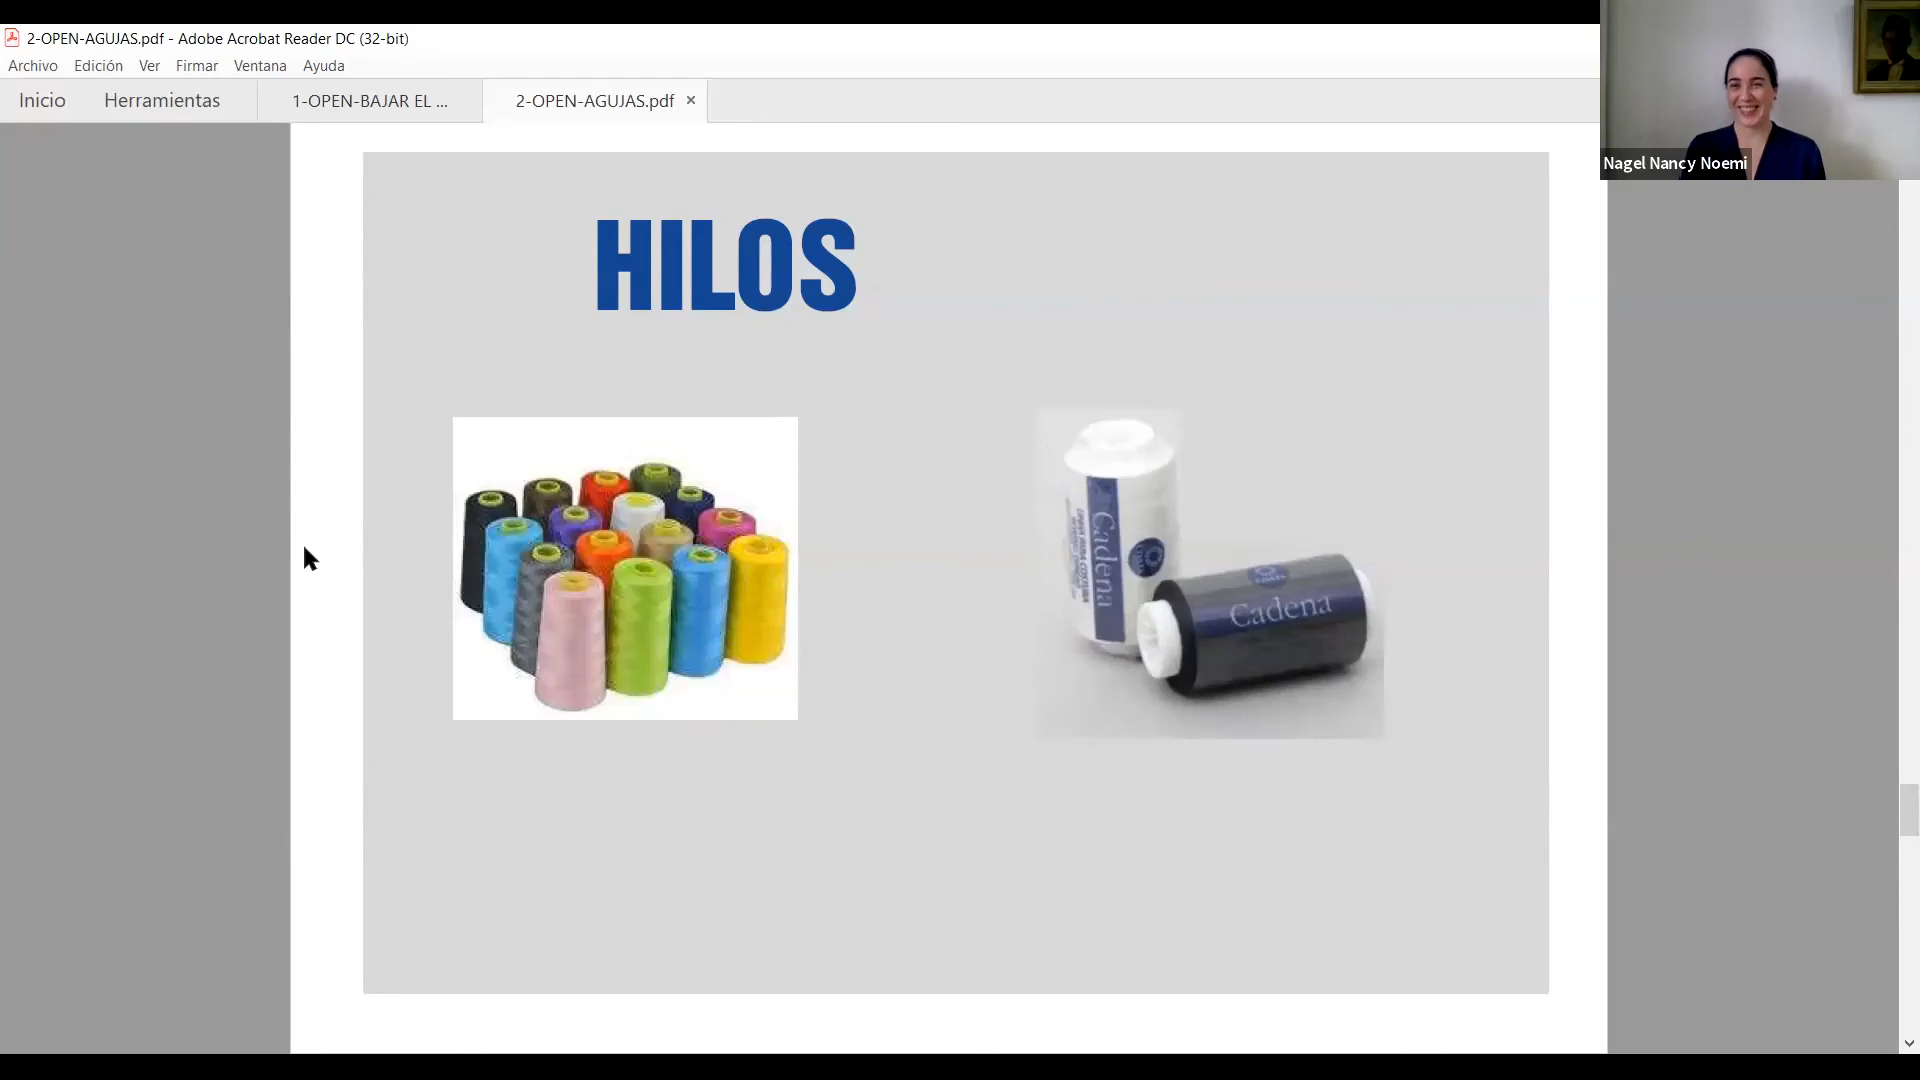 2-OPEN-AGUJAS.pdf - Adobe Acrobat Reader DC (32-bit)
Archivo Edición Ver Firmar Ventana Ayuda
Inicio Herramientas 1-OPEN-BAJAR EL ... 2-OPEN-AGUJAS.pdf ×
Nagel Nancy Noemi
HILOS
Cadena
Cadena